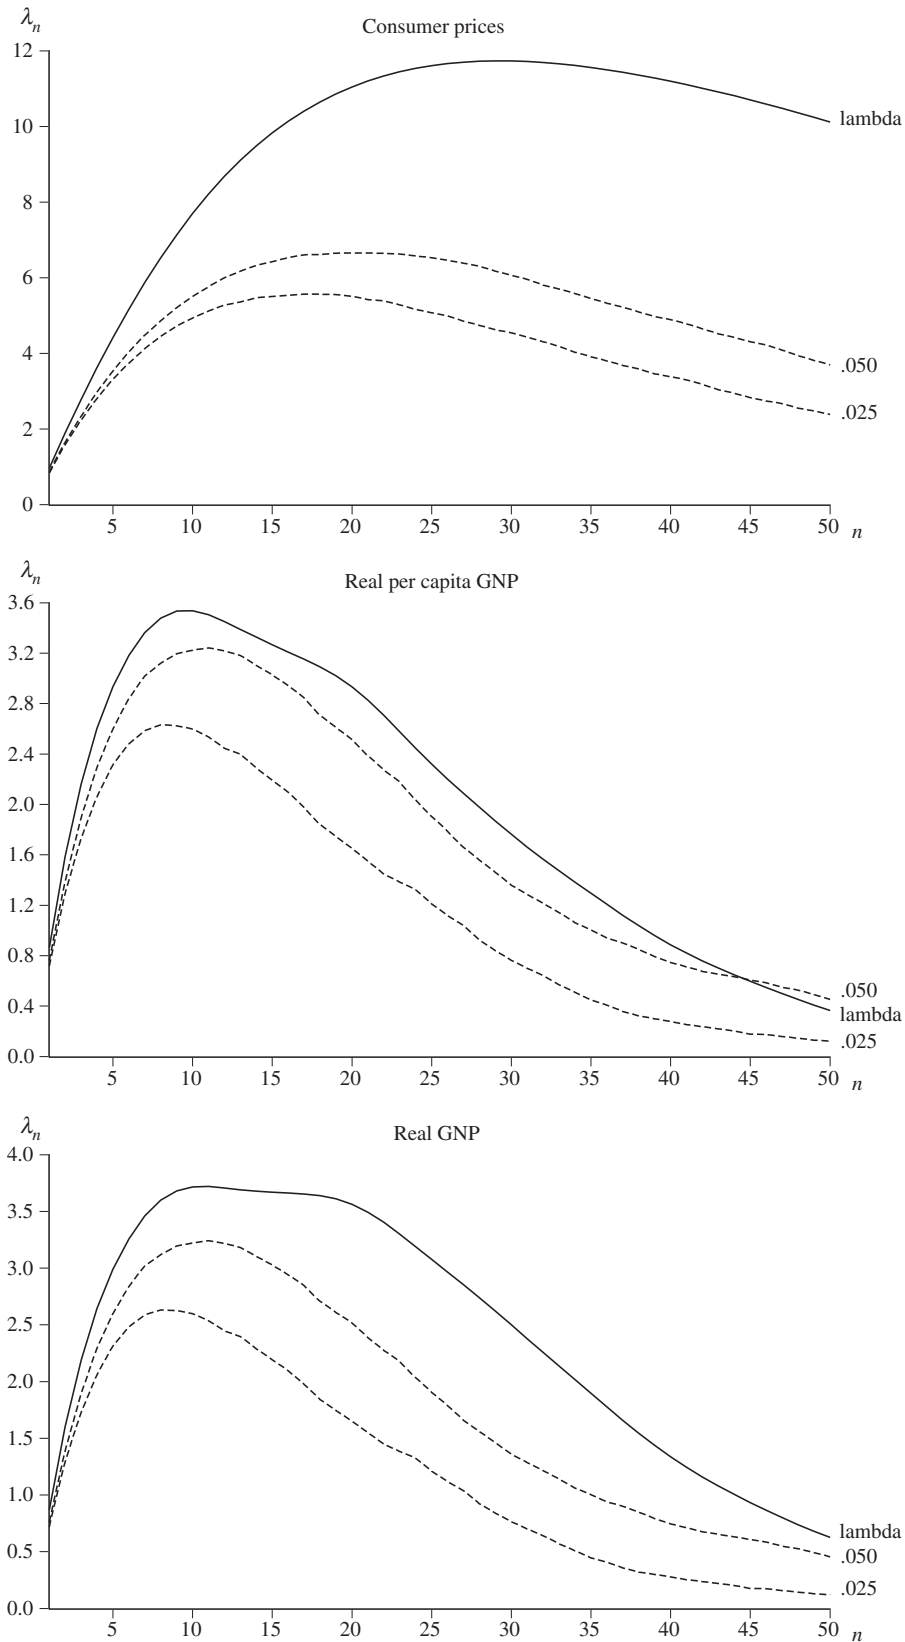 λn
Consumer prices
12
10
8
6
4
2
0
lambda
.050
.025
5 10 15 20 25 30 35 40 45 50 n
λn
Real per capita GNP
3.6
3.2
2.8
2.4
2.0
1.6
1.2
0.8
0.4
0.0
.050
lambda
.025
5 10 15 20 25 30 35 40 45 50 n
λn
Real GNP
4.0
3.5
3.0
2.5
2.0
1.5
1.0
0.5
0.0
lambda
.050
.025
5 10 15 20 25 30 35 40 45 50 n